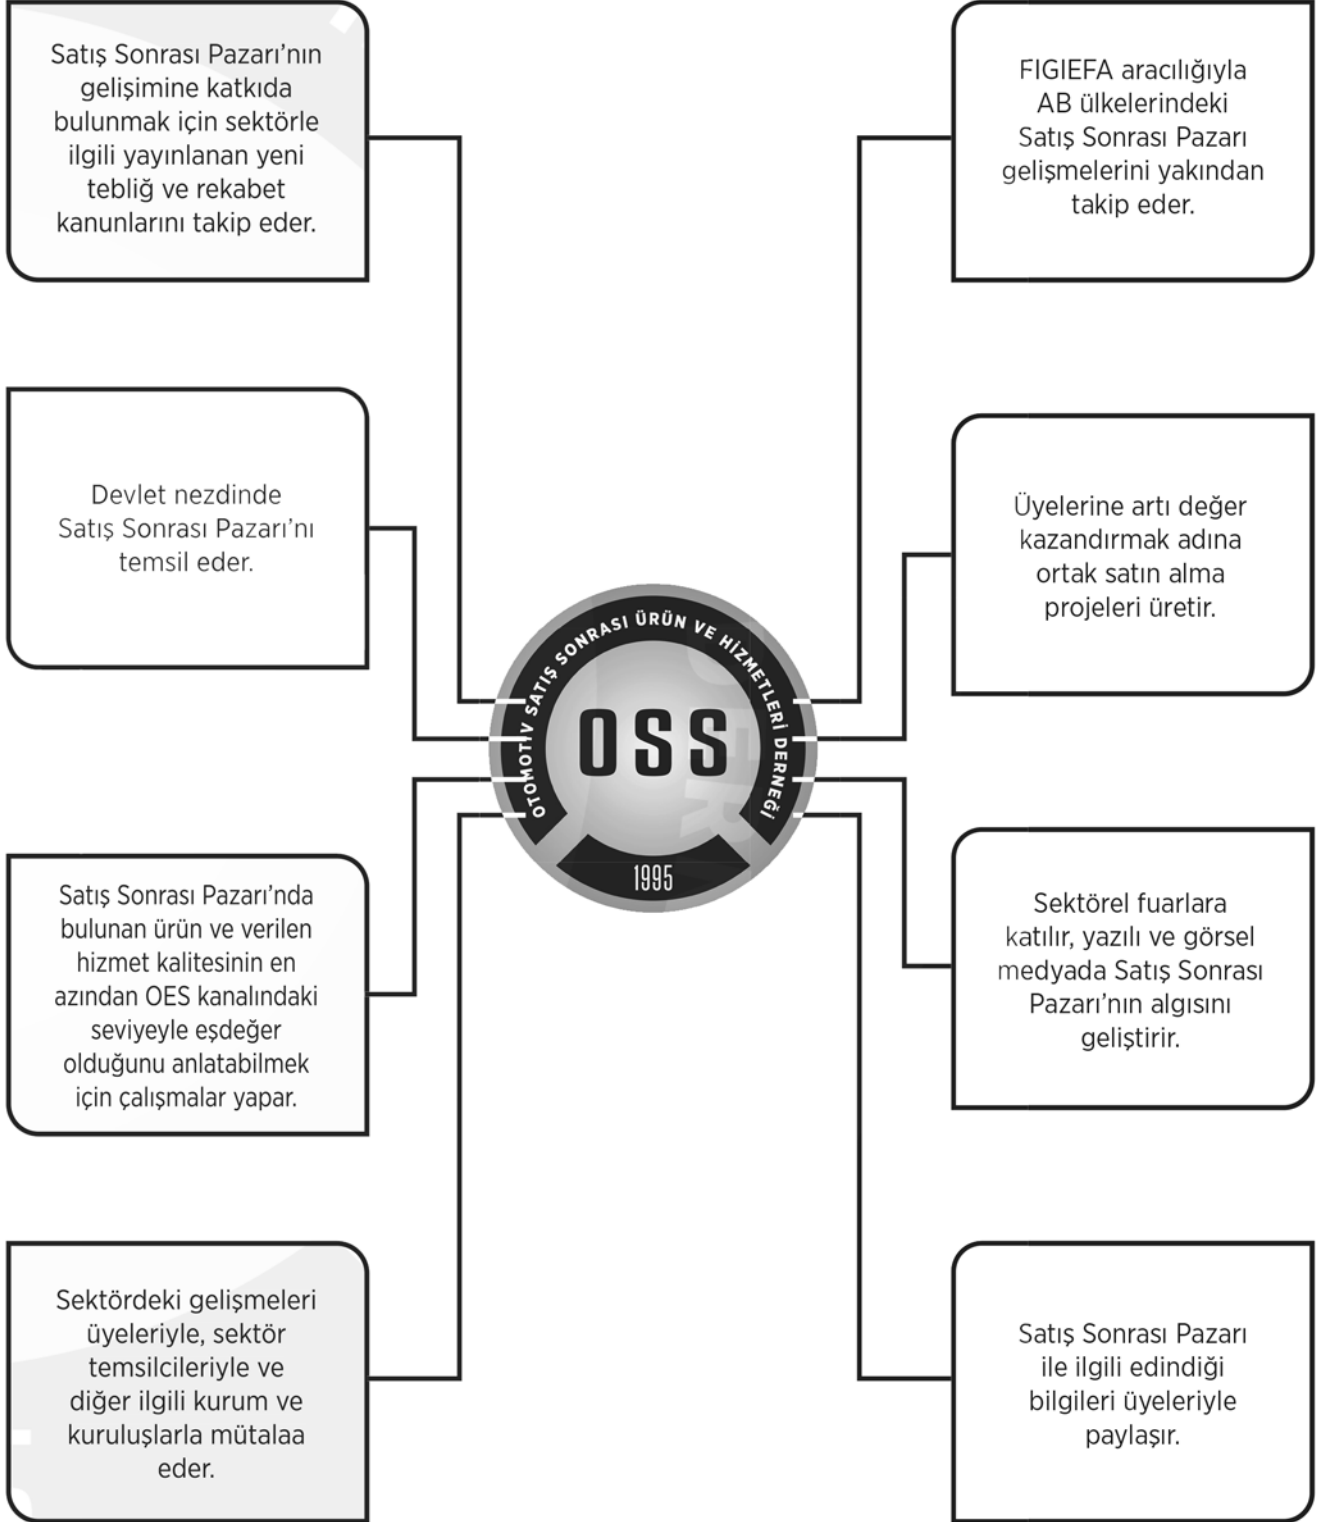 Satış Sonrası Pazarı’nın
gelişimine katkıda
bulunmak için sektörle
ilgili yayınlanan yeni
tebliğ ve rekabet
kanunlarını takip eder.
Devlet nezdinde
Satış Sonrası Pazarı’nı
temsil eder.
Satış Sonrası Pazarı’nda
bulunan ürün ve verilen
hizmet kalitesinin en
azından OES kanalındaki
seviyeyle eşdeğer
olduğunu anlatabilmek
için çalışmalar yapar.
Sektördeki gelişmeleri
üyeleriyle, sektör
temsilcileriyle ve
diğer ilgili kurum ve
kuruluşlarla mütalaa
eder.
OTOMOTİV SATIŞ SONRASI ÜRÜN VE HİZMETLERİ DERNEĞİ
OSS
1995
FIGIEFA aracılığıyla
AB ülkelerindeki
Satış Sonrası Pazarı
gelişmelerini yakından
takip eder.
Üyelerine artı değer
kazandırmak adına
ortak satın alma
projeleri üretir.
Sektörel fuarlara
katılır, yazılı ve görsel
medyada Satış Sonrası
Pazarı’nın algısını
geliştirir.
Satış Sonrası Pazarı
ile ilgili edindiği
bilgileri üyeleriyle
paylaşır.